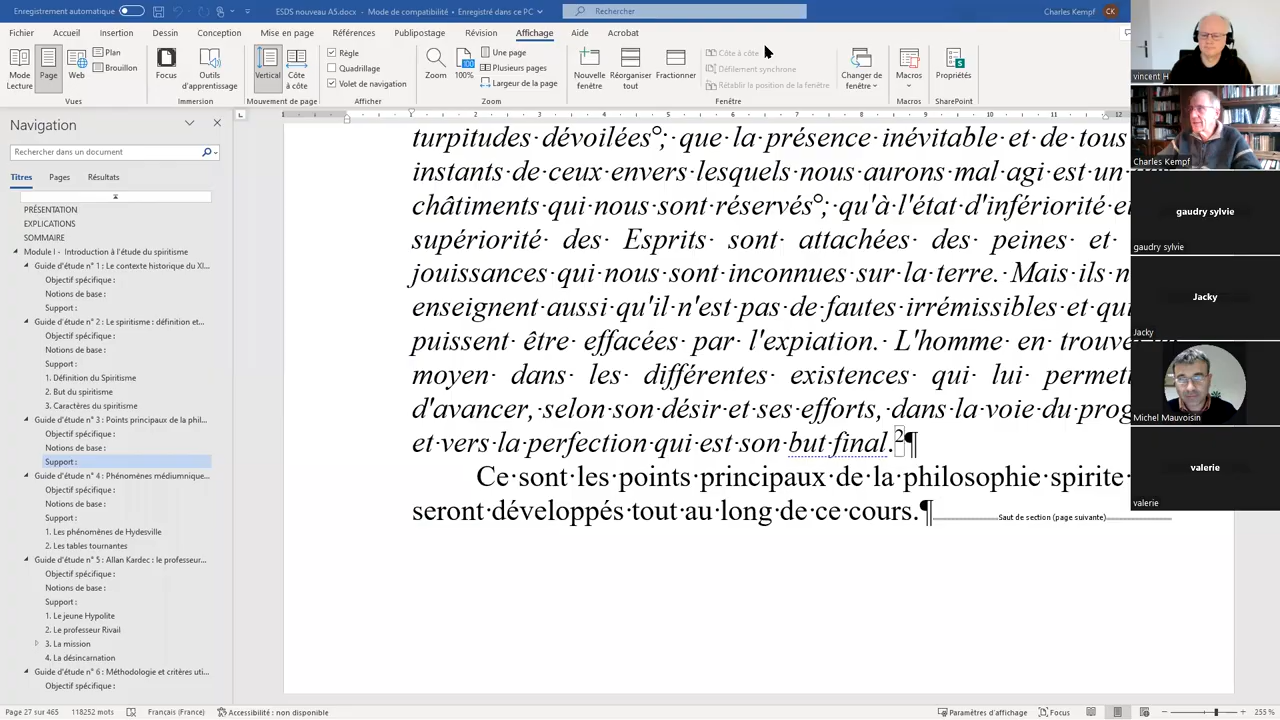 Enregistrement automatique
ESDS nouveau A5.docx - Mode de compatibilité • Enregistré dans ce PC
Rechercher
Charles Kempf
CK
Fichier Accueil Insertion Dessin Conception Mise en page Références Publipostage Révision Affichage Aide Acrobat
Mode Lecture
Page
Web
Plan
Brouillon
Vues
Focus
Outils d'apprentissage
Immersion
Vertical
Côte à côte
Mouvement de page
Règle
Quadrillage
Volet de navigation
Afficher
Zoom
100%
Une page
Plusieurs pages
Largeur de la page
Zoom
Nouvelle fenêtre
Réorganiser tout
Fractionner
Côte à côte
Défilement synchrone
Rétablir la position de la fenêtre
Fenêtre
Changer de fenêtre
Macros
Macros
Propriétés
SharePoint
Navigation
Rechercher dans un document
Titres Pages Résultats
PRÉSENTATION
EXPLICATIONS
SOMMAIRE
Module I - Introduction à l'étude du spiritisme
Guide d'étude n° 1 : Le contexte historique du XI...
Objectif spécifique :
Notions de base :
Support :
Guide d'étude n° 2 : Le spiritisme : définition et...
Objectif spécifique :
Notions de base :
Support :
1. Définition du Spiritisme
2. But du spiritisme
3. Caractères du spiritisme
Guide d'étude n° 3 : Points principaux de la phil...
Objectif spécifique :
Notions de base :
Support :
Guide d'étude n° 4 : Phénomènes médiumnique...
Objectif spécifique :
Notions de base :
Support :
1. Les phénomènes de Hydesville
2. Les tables tournantes
Guide d'étude n° 5 : Allan Kardec : le professeur...
Objectif spécifique :
Notions de base :
Support :
1. Le jeune Hypolite
2. Le professeur Rivail
3. La mission
4. La désincarnation
Guide d'étude n° 6 : Méthodologie et critères uti...
Objectif spécifique :
turpitudes dévoilées°; que la présence inévitable et de tous
instants de ceux envers lesquels nous aurons mal agi est un
châtiments qui nous sont réservés°; qu'à l'état d'infériorité e
supériorité des Esprits sont attachées des peines et
jouissances qui nous sont inconnues sur la terre. Mais ils n
enseignent aussi qu'il n'est pas de fautes irrémissibles et qui
puissent être effacées par l'expiation. L'homme en trouve
moyen dans les différentes existences qui lui permett
d'avancer, selon son désir et ses efforts, dans la voie du prog
et vers la perfection qui est son but final.2¶
Ce sont les points principaux de la philosophie spirite
seront développés tout au long de ce cours.¶
Saut de section (page suivante)
vincent H
Charles Kempf
gaudry sylvie
gaudry sylvie
Jacky
Jacky
Michel Mauvoisin
valerie
valerie
Page 27 sur 465 118252 mots Français (France) Accessibilité : non disponible
Paramètres d'affichage Focus 255 %